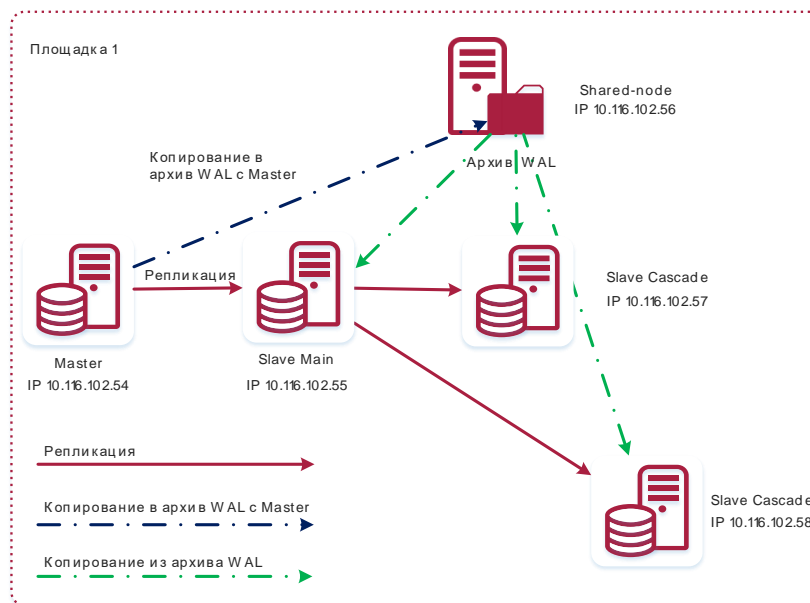 Площадка 1
Shared-node
IP 10.116.102.56
Копирование в
архив WAL с Master
Архив WAL
Репликация
Slave Cascade
IP 10.116.102.57
Master
IP 10.116.102.54
Slave Main
IP 10.116.102.55
Репликация
Копирование в архив WAL с Master
Копирование из архива WAL
Slave Cascade
IP 10.116.102.58